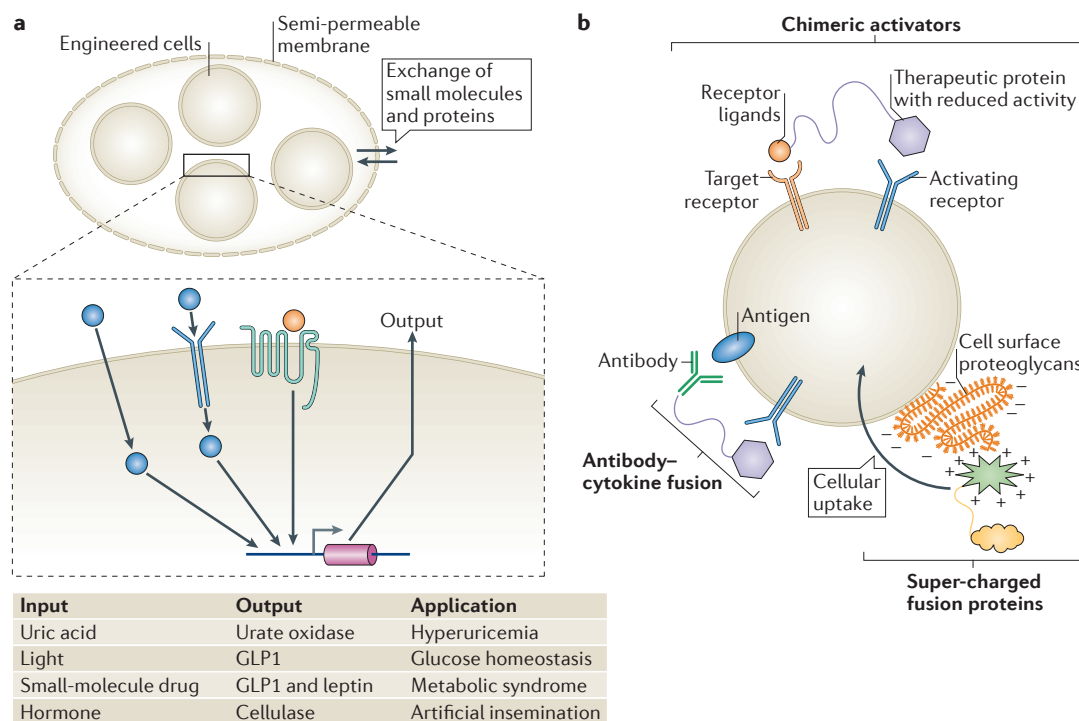 a
Semi-permeable
membrane
Engineered cells
Exchange of
small molecules
and proteins
Output
Input Output Application
Uric acid Urate oxidase Hyperuricemia
Light GLP1 Glucose homeostasis
Small-molecule drug GLP1 and leptin Metabolic syndrome
Hormone Cellulase Artificial insemination
b
Chimeric activators
Receptor
ligands
Therapeutic protein
with reduced activity
Target
receptor
Activating
receptor
Antigen
Antibody
Cell surface
proteoglycans
Antibody–
cytokine fusion
Cellular
uptake
– – – – – –
+ + + + + + + + +
Super-charged
fusion proteins